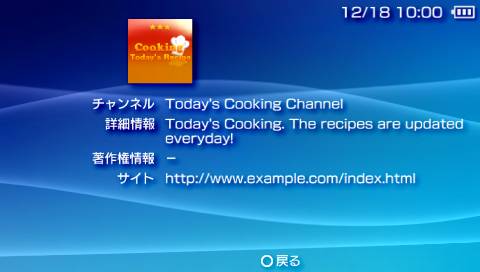 12/18 10:00
★★★
Cooking
Today's Recipe
チャンネル Today's Cooking Channel
詳細情報 Today's Cooking. The recipes are updated
everyday!
著作権情報 －
サイト http://www.example.com/index.html
○戻る